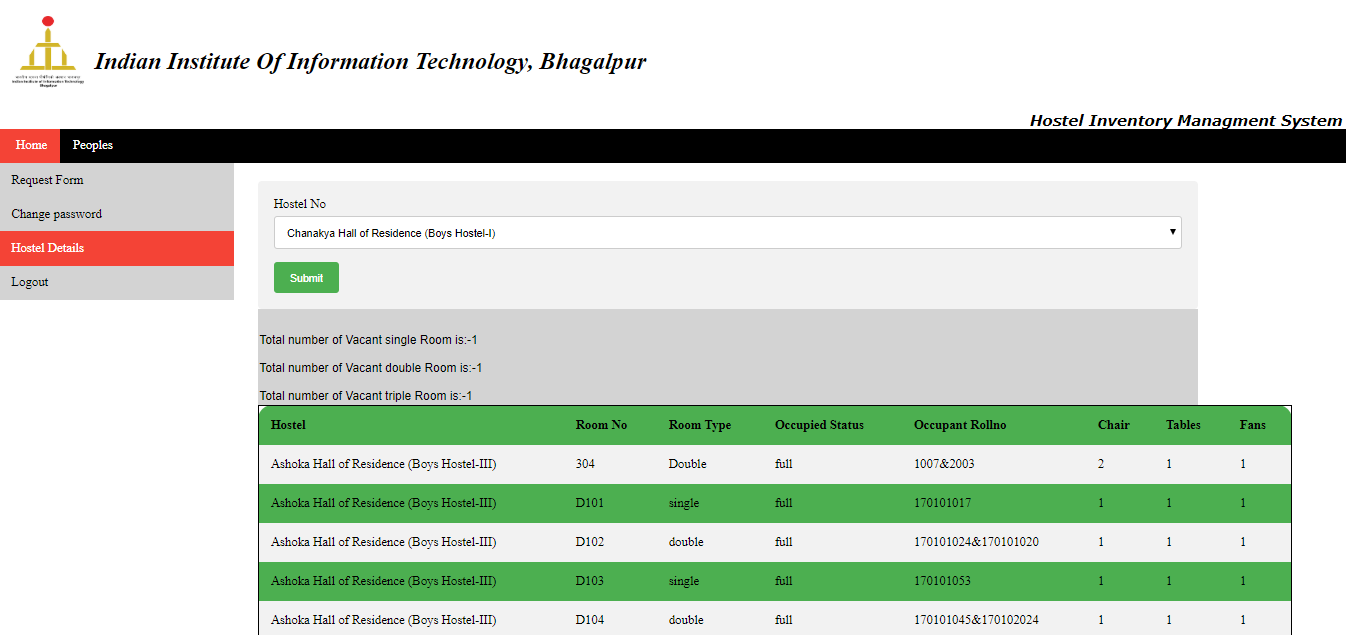 Indian Institute Of Information Technology, Bhagalpur
Hostel Inventory Managment System
Home Peoples
Request Form
Change password
Hostel Details
Logout
Hostel No
Chanakya Hall of Residence (Boys Hostel-I)
Submit
Total number of Vacant single Room is:-1
Total number of Vacant double Room is:-1
Total number of Vacant triple Room is:-1
Hostel Room No Room Type Occupied Status Occupant Rollno Chair Tables Fans
Ashoka Hall of Residence (Boys Hostel-III) 304 Double full 1007&2003 2 1 1
Ashoka Hall of Residence (Boys Hostel-III) D101 single full 170101017 1 1 1
Ashoka Hall of Residence (Boys Hostel-III) D102 double full 170101024&170101020 1 1 1
Ashoka Hall of Residence (Boys Hostel-III) D103 single full 170101053 1 1 1
Ashoka Hall of Residence (Boys Hostel-III) D104 double full 170101045&170102024 1 1 1